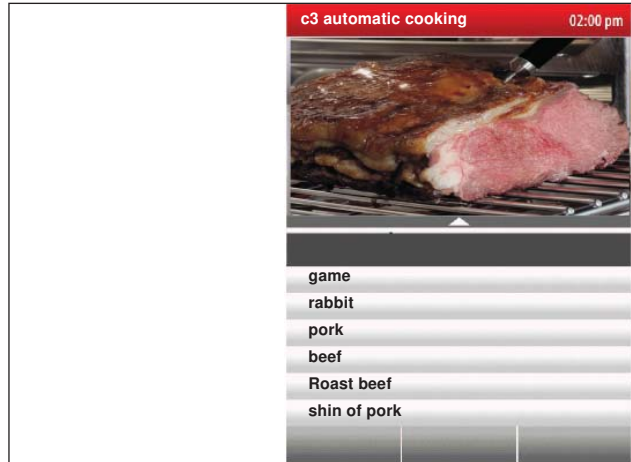 c3 automatic cooking 02:00 pm
game
rabbit
pork
beef
Roast beef
shin of pork